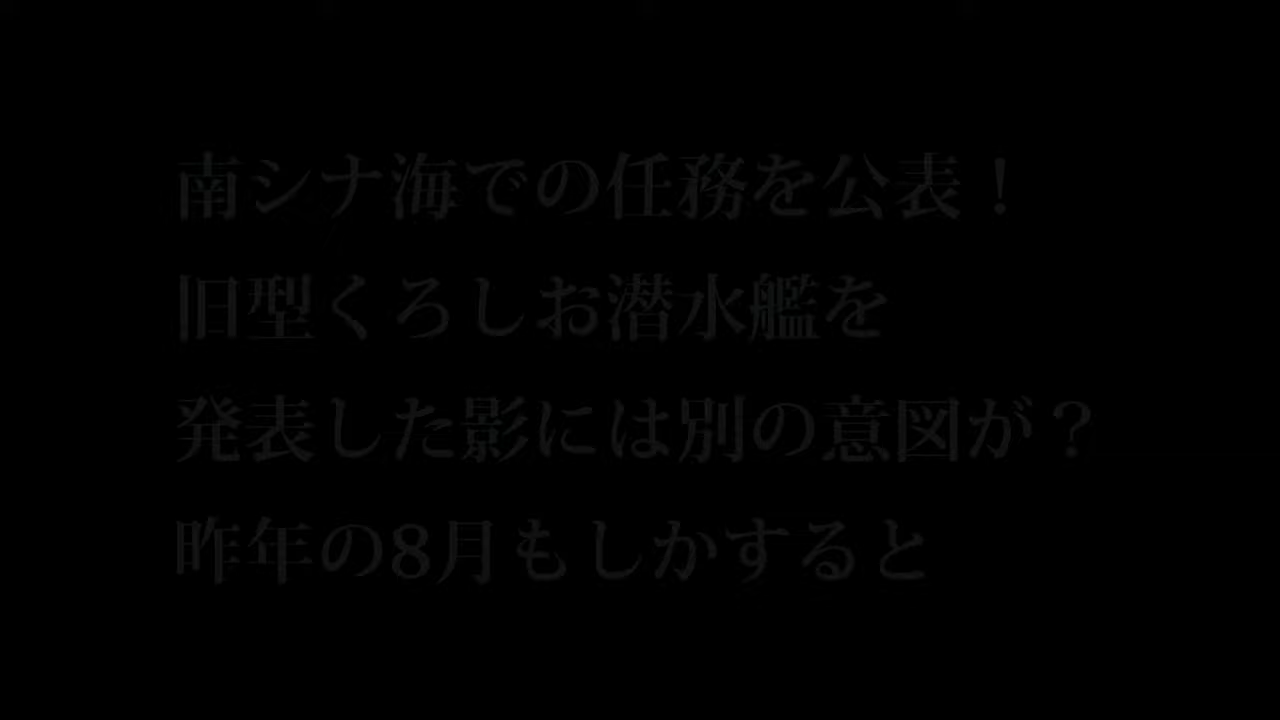 南シナ海での任務を公表！
旧型くろしお潜水艦を
発表した影には別の意図が？
昨年の8月もしかすると